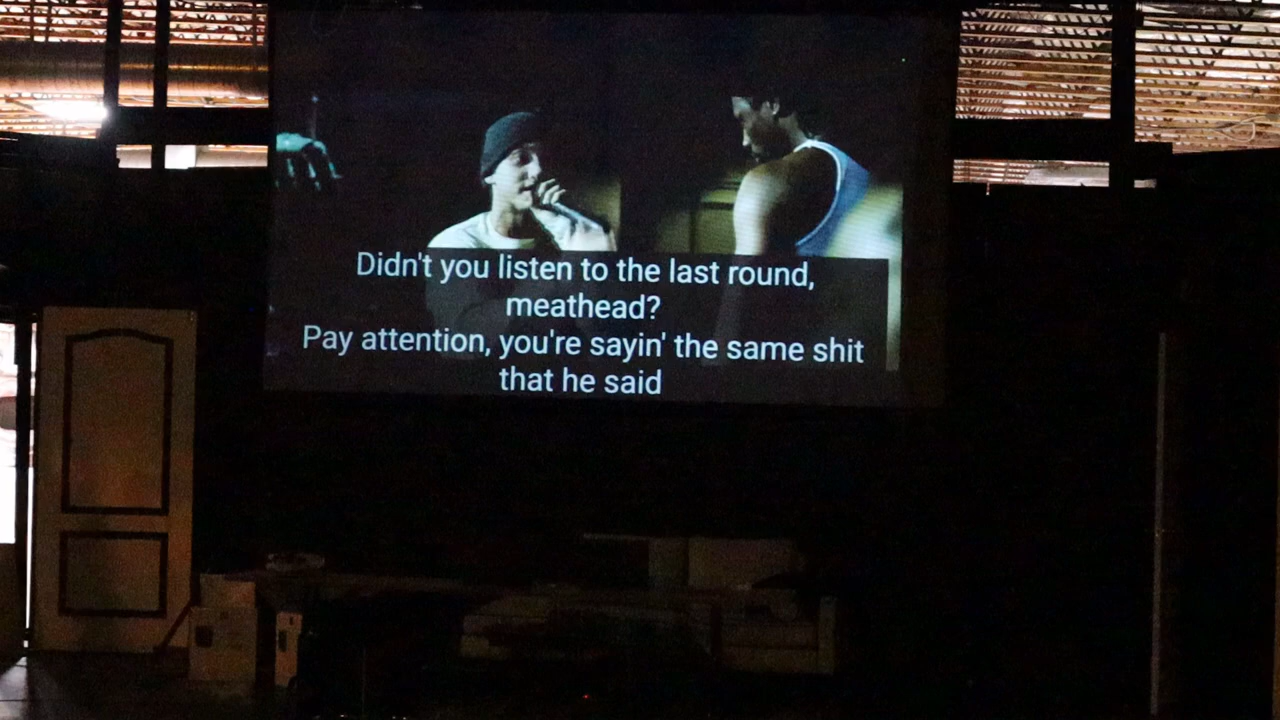 Didn't you listen to the last round,
meathead?
Pay attention, you're sayin' the same shit
that he said